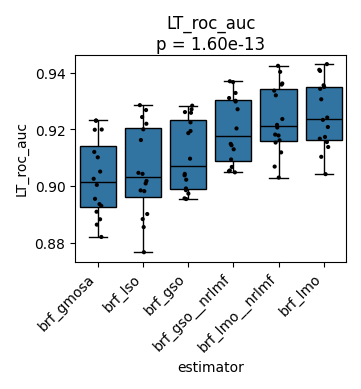 LT_roc_auc
p = 1.60e-13
LT_roc_auc
0.94
0.92
0.90
0.88
brf_gmosa
brf_lso
brf_gso
brf_gso__nrlmf
brf_lmo__nrlmf
brf_lmo
estimator